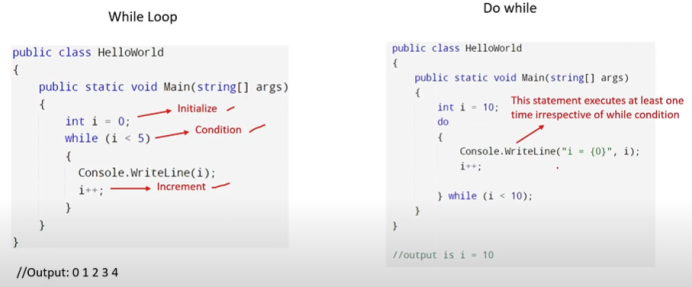 While Loop
public class HelloWorld
{
public static void Main(string[] args)
{
int i = 0;
Initialize
while (i < 5)
Condition
{
Console.WriteLine(i);
i++;
Increment
}
}
}
//Output: 0 1 2 3 4
Do while
public class HelloWorld
{
public static void Main(string[] args)
{
int i = 10;
This statement executes at least one
time irrespective of while condition
do
{
Console.WriteLine("i = {0}", i);
i++;
} while (i < 10);
}
}
//output is i = 10